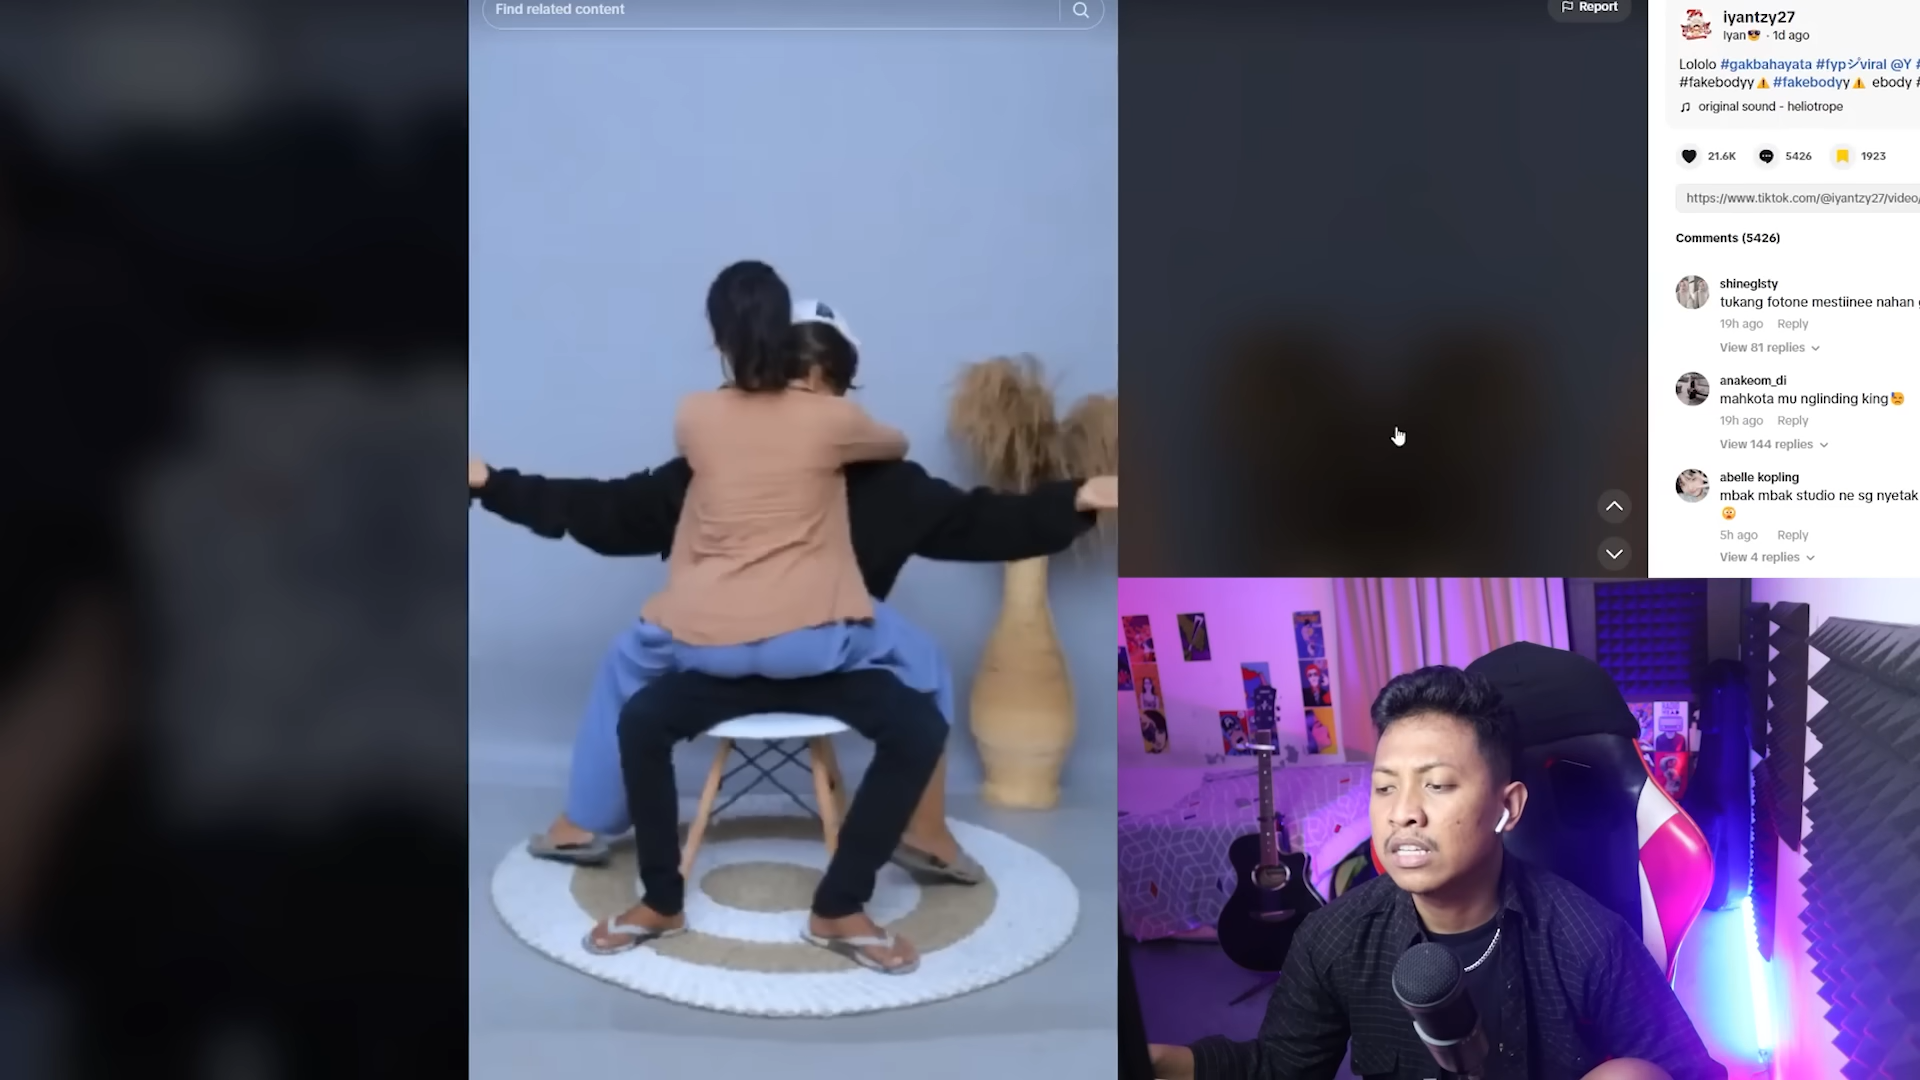 Find related content
Report
iyantzy27
Iyan😎 · 1d ago
Lololo #gakbahayata #fypシviral @Y #
#fakebodyy⚠️ #fakebodyy⚠️ ebody #
original sound - heliotrope
21.6K 5426 1923
https://www.tiktok.com/@iyantzy27/video/
Comments (5426)
shineglsty
tukang fotone mestiinee nahan
19h ago Reply
View 81 replies
anakeom_di
mahkota mu nglinding king😓
19h ago Reply
View 144 replies
abelle kopling
mbak mbak studio ne sg nyetak
😩
5h ago Reply
View 4 replies